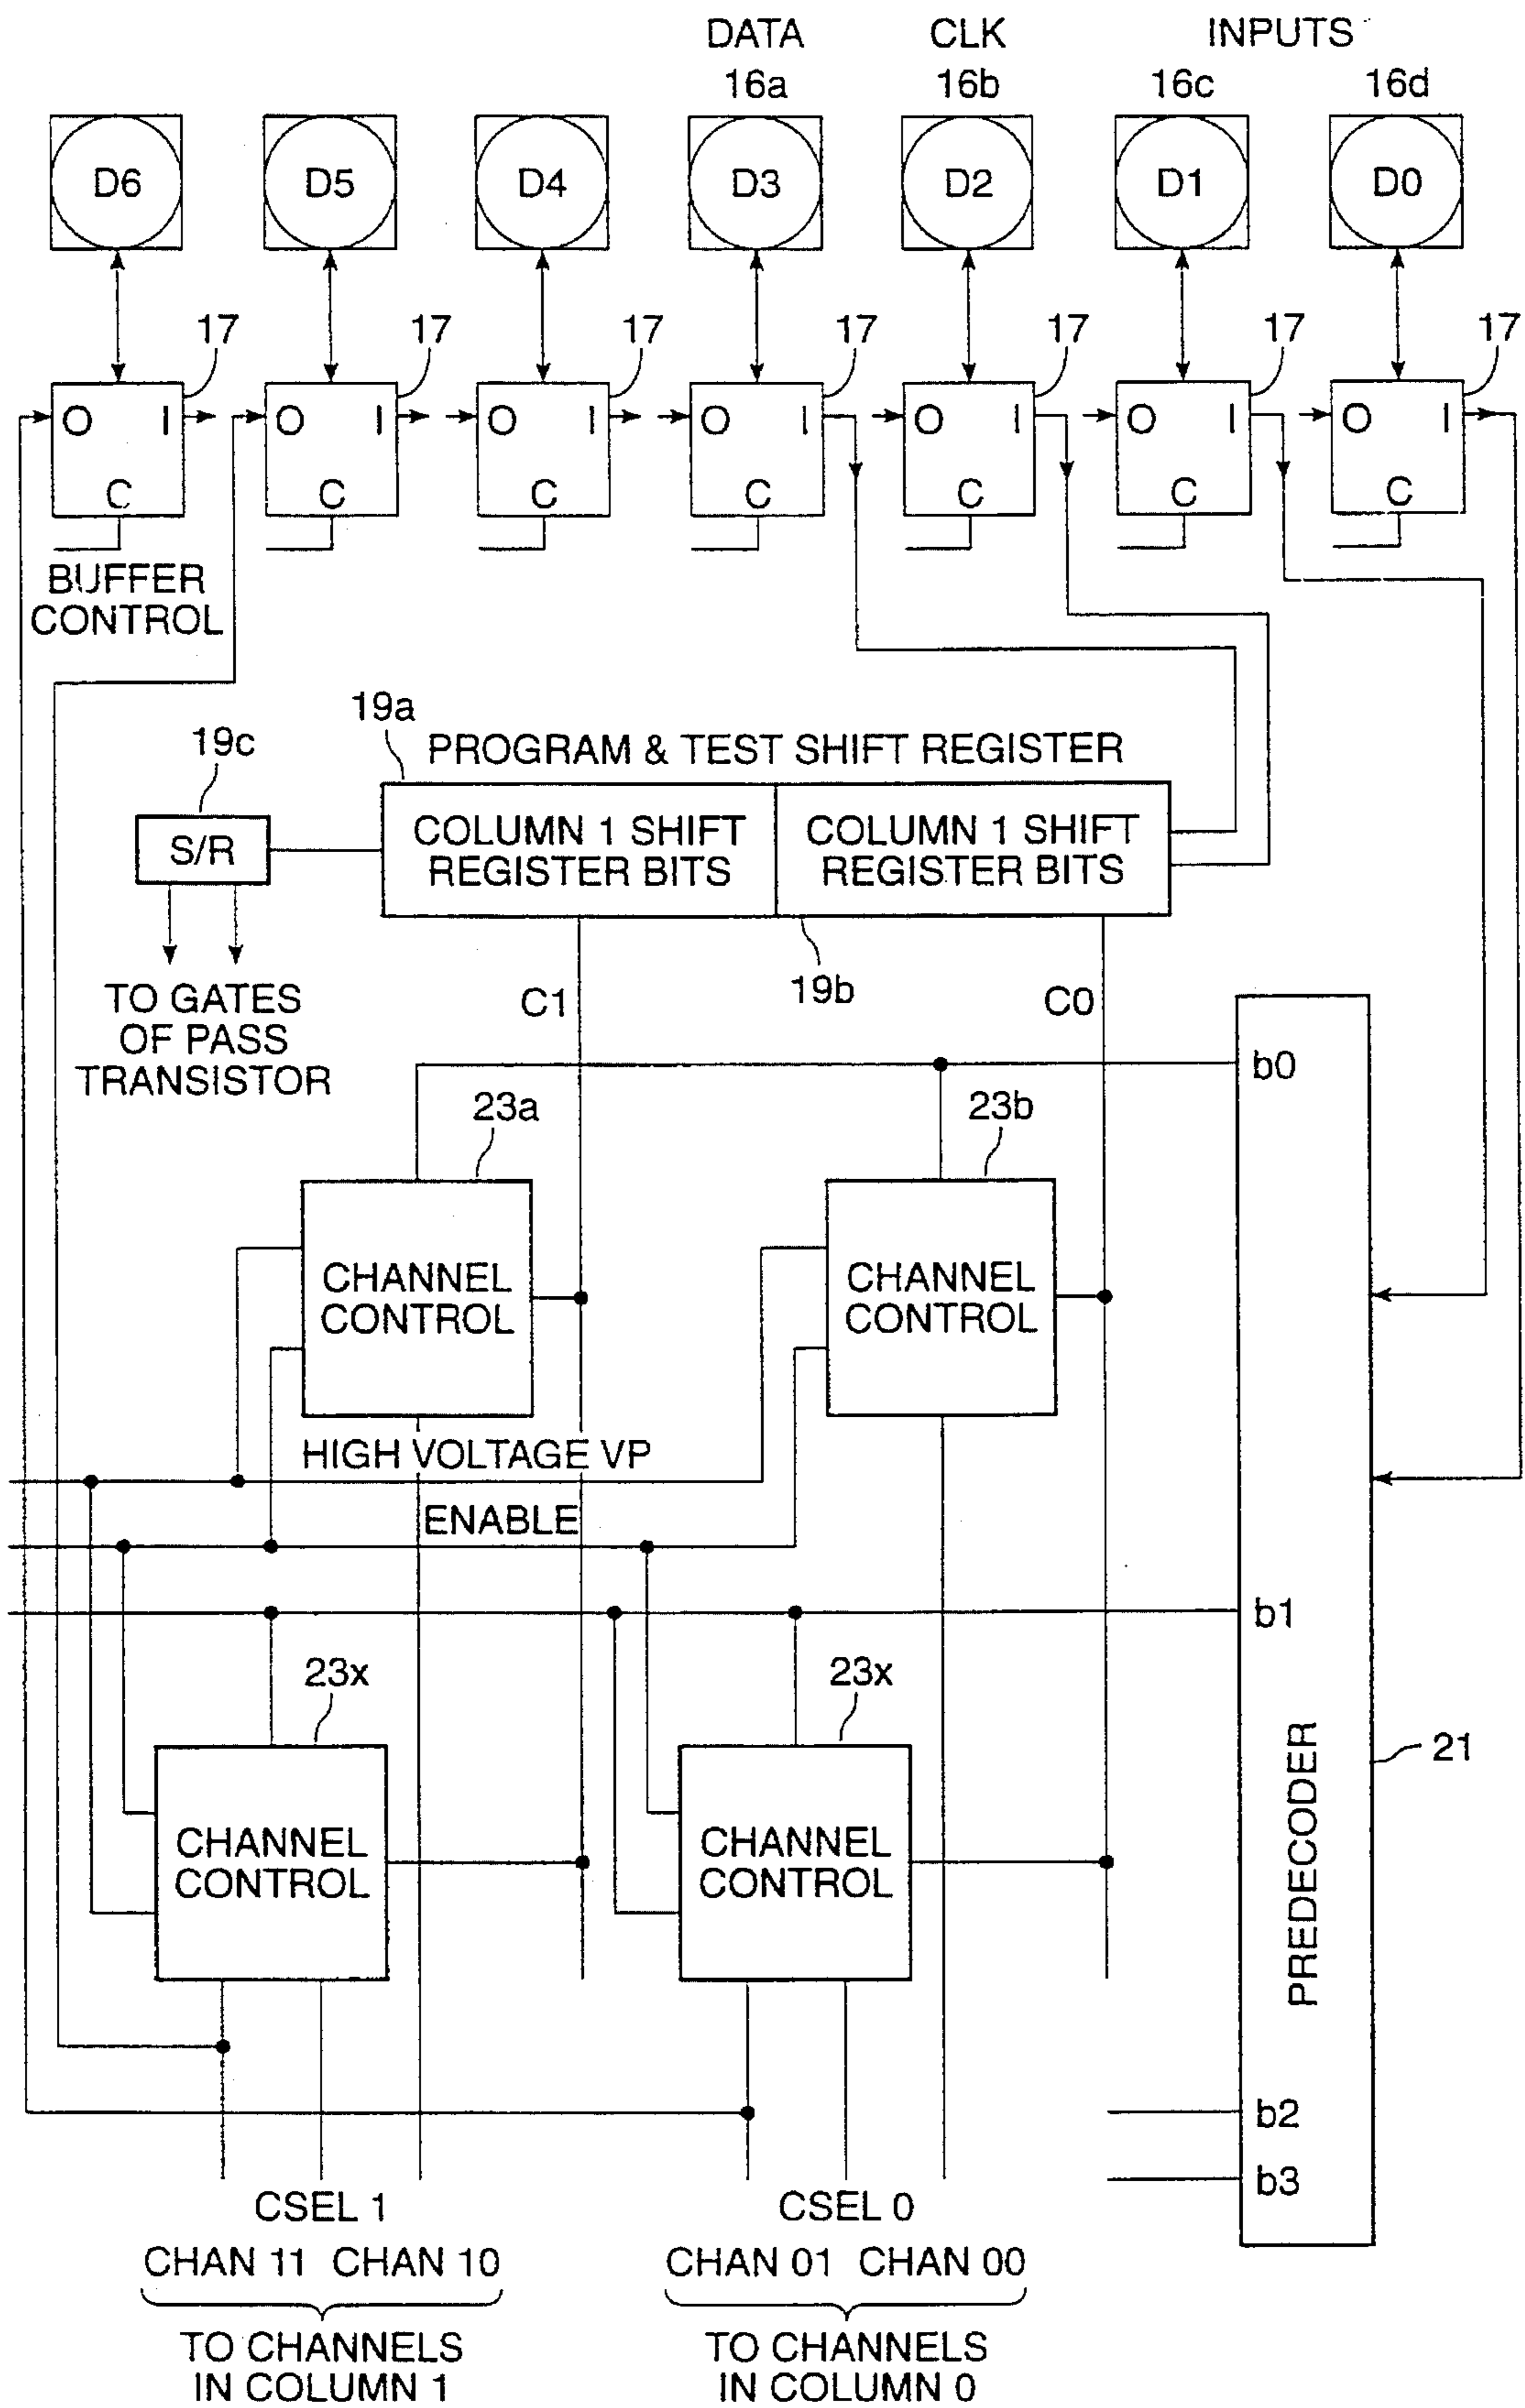 DATA CLK INPUTS
16a 16b 16c 16d
D6 D5 D4 D3 D2 D1 D0
17 17 17 17 17 17 17
O I O I O I O I O I O I O I
C C C C C C C
BUFFER
CONTROL
19a
19c
PROGRAM & TEST SHIFT REGISTER
S/R
COLUMN 1 SHIFT
REGISTER BITS
COLUMN 1 SHIFT
REGISTER BITS
19b
C1 C0
TO GATES
OF PASS
TRANSISTOR
b0
23a 23b
CHANNEL
CONTROL
CHANNEL
CONTROL
HIGH VOLTAGE VP
ENABLE
b1
23x 23x
CHANNEL
CONTROL
CHANNEL
CONTROL
PREDECODER
21
b2
b3
CSEL 1 CSEL 0
CHAN 11 CHAN 10 CHAN 01 CHAN 00
TO CHANNELS
IN COLUMN 1
TO CHANNELS
IN COLUMN 0